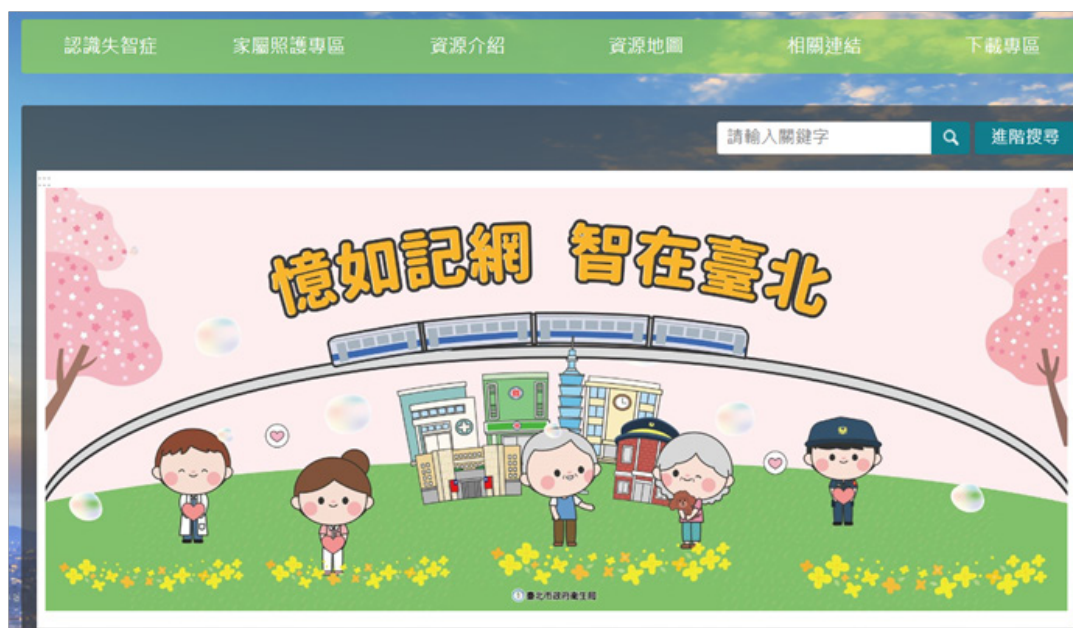 認識失智症 家屬照護專區 資源介紹 資源地圖 相關連結 下載專區
請輸入關鍵字 進階搜尋
:::
憶如記網 智在臺北
臺北市政府衛生局